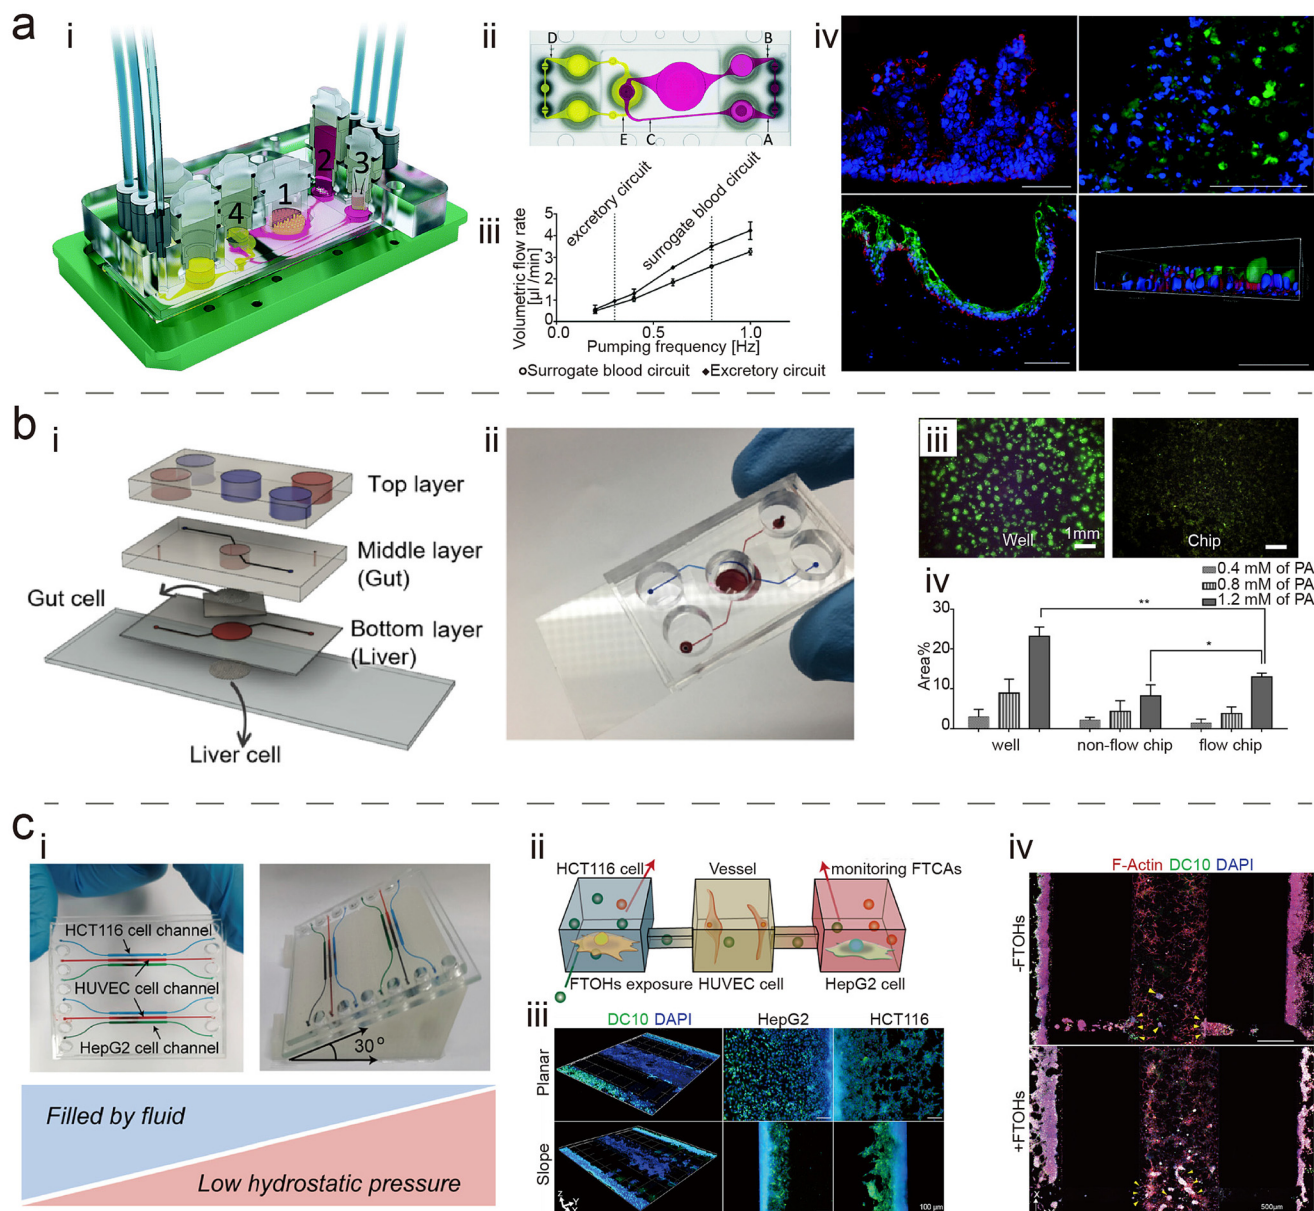 a
i
1
2
3
4
ii
D
B
E
C
A
iii
excretory circuit
surrogate blood circuit
Volumetric flow rate
[µl /min]
5
4
3
2
1
0
0.0
0.5
1.0
Pumping frequency [Hz]
Surrogate blood circuit
Excretory circuit
iv
b
i
Top layer
Middle layer
(Gut)
Gut cell
Bottom layer
(Liver)
Liver cell
ii
iii
Well
1mm
Chip
iv
0.4 mM of PA
0.8 mM of PA
1.2 mM of PA
Area%
30
20
10
0
**
*
well
non-flow chip
flow chip
c
i
HCT116 cell channel
HUVEC cell channel
HepG2 cell channel
30°
Filled by fluid
Low hydrostatic pressure
ii
HCT116 cell
Vessel
monitoring FTCAs
FTOHs exposure
HUVEC cell
HepG2 cell
iii
DC10 DAPI
HepG2
HCT116
Planar
Slope
Z
Y
100 µm
iv
F-Actin DC10 DAPI
-FTOHs
+FTOHs
500µm